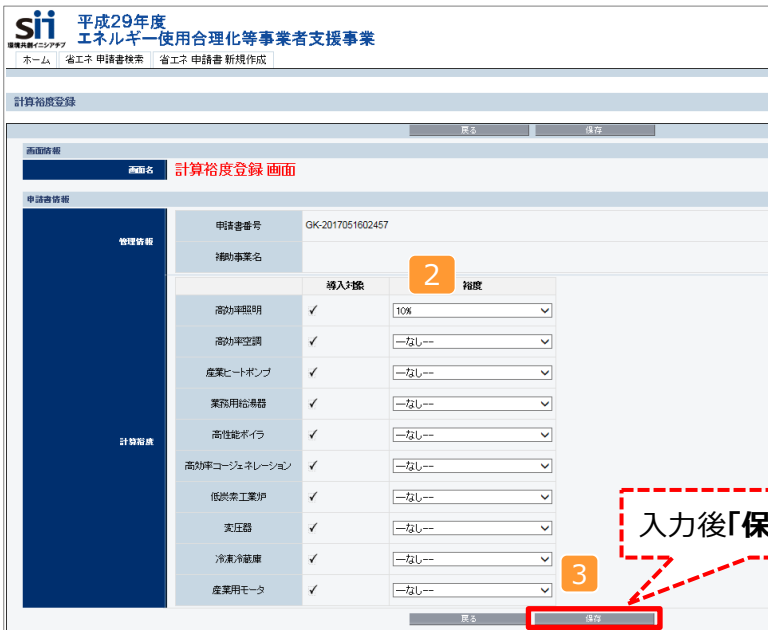 sii 平成29年度
環境共創イニシアチブ エネルギー使用合理化等事業者支援事業
ホーム 省エネ 申請書検索 省エネ 申請書 新規作成
計算裕度登録
戻る 保存
画面情報
画面名 計算裕度登録 画面
申請書情報
管理情報
申請書番号 GK-2017051602457
補助事業名
2
導入対象 裕度
高効率照明 ✓ 10%
高効率空調 ✓ --なし--
産業ヒートポンプ ✓ --なし--
業務用給湯器 ✓ --なし--
計算裕度
高性能ボイラ ✓ --なし--
高効率コージェネレーション ✓ --なし--
低炭素工業炉 ✓ --なし--
変圧器 ✓ --なし--
入力後「保
冷凍冷蔵庫 ✓ --なし--
3
産業用モータ ✓ --なし--
戻る 保存